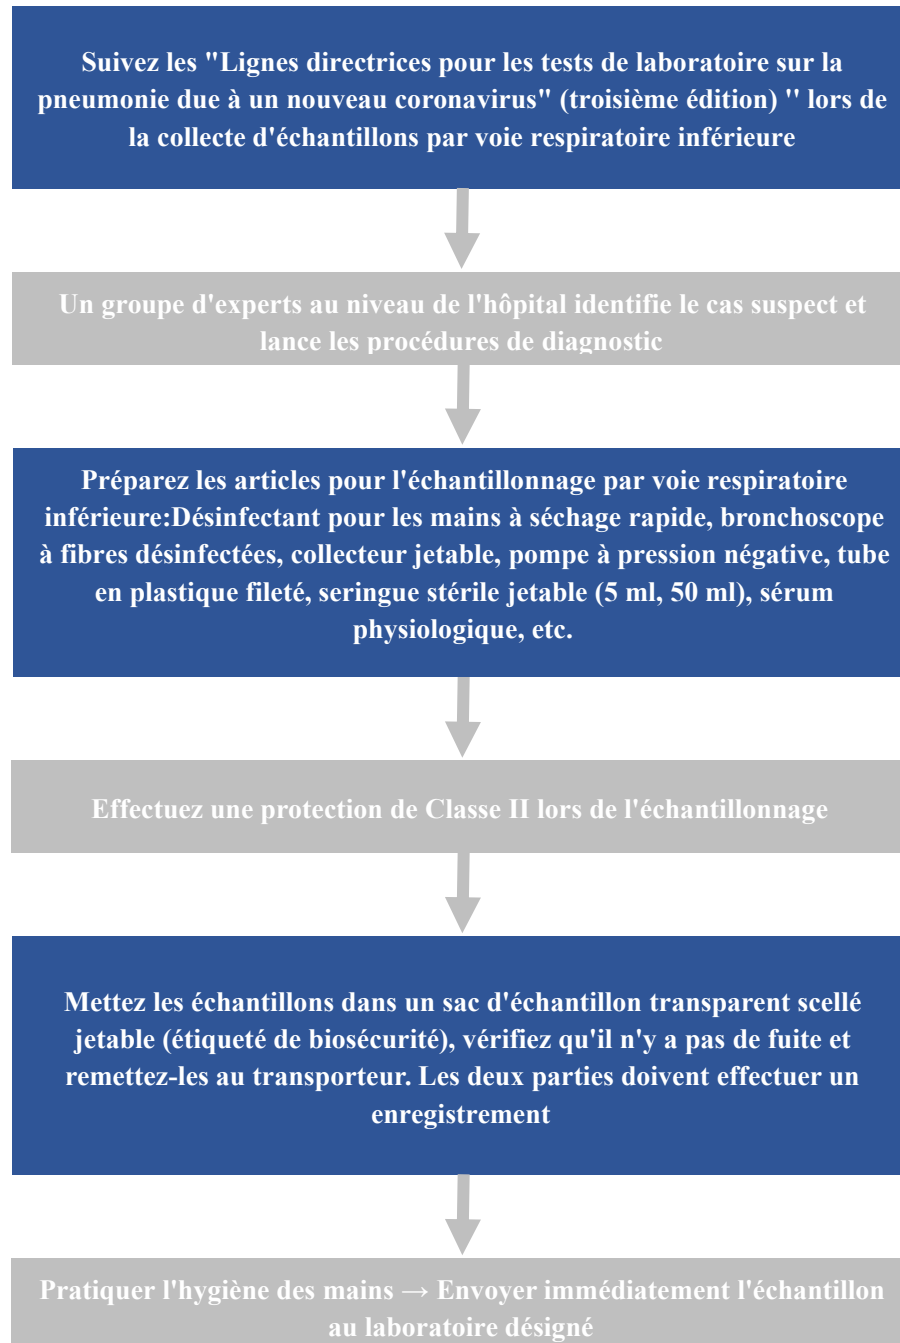 Suivez les "Lignes directrices pour les tests de laboratoire sur la
pneumonie due à un nouveau coronavirus" (troisième édition) '' lors de
la collecte d'échantillons par voie respiratoire inférieure
Un groupe d'experts au niveau de l'hôpital identifie le cas suspect et
lance les procédures de diagnostic
Préparez les articles pour l'échantillonnage par voie respiratoire
inférieure:Désinfectant pour les mains à séchage rapide, bronchoscope
à fibres désinfectées, collecteur jetable, pompe à pression négative, tube
en plastique fileté, seringue stérile jetable (5 ml, 50 ml), sérum
physiologique, etc.
Effectuez une protection de Classe II lors de l'échantillonnage
Mettez les échantillons dans un sac d'échantillon transparent scellé
jetable (étiqueté de biosécurité), vérifiez qu'il n'y a pas de fuite et
remettez-les au transporteur. Les deux parties doivent effectuer un
enregistrement
Pratiquer l'hygiène des mains → Envoyer immédiatement l'échantillon
au laboratoire désigné